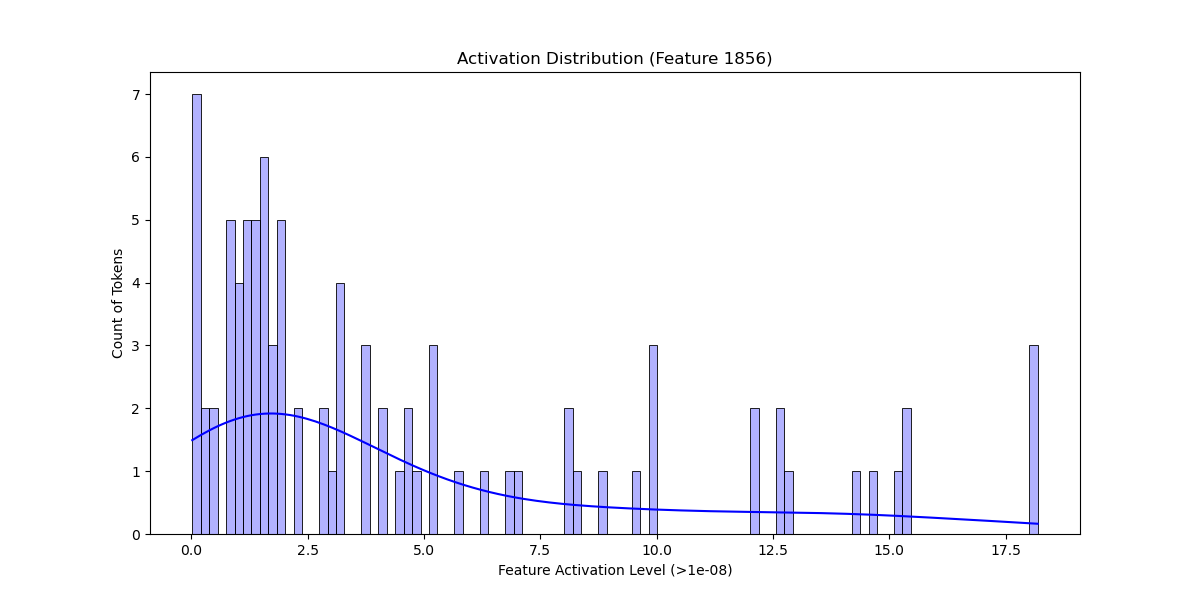 Activation Distribution (Feature 1856)
7
6
5
4
3
2
1
0
Count of Tokens
0.0 2.5 5.0 7.5 10.0 12.5 15.0 17.5
Feature Activation Level (>1e-08)